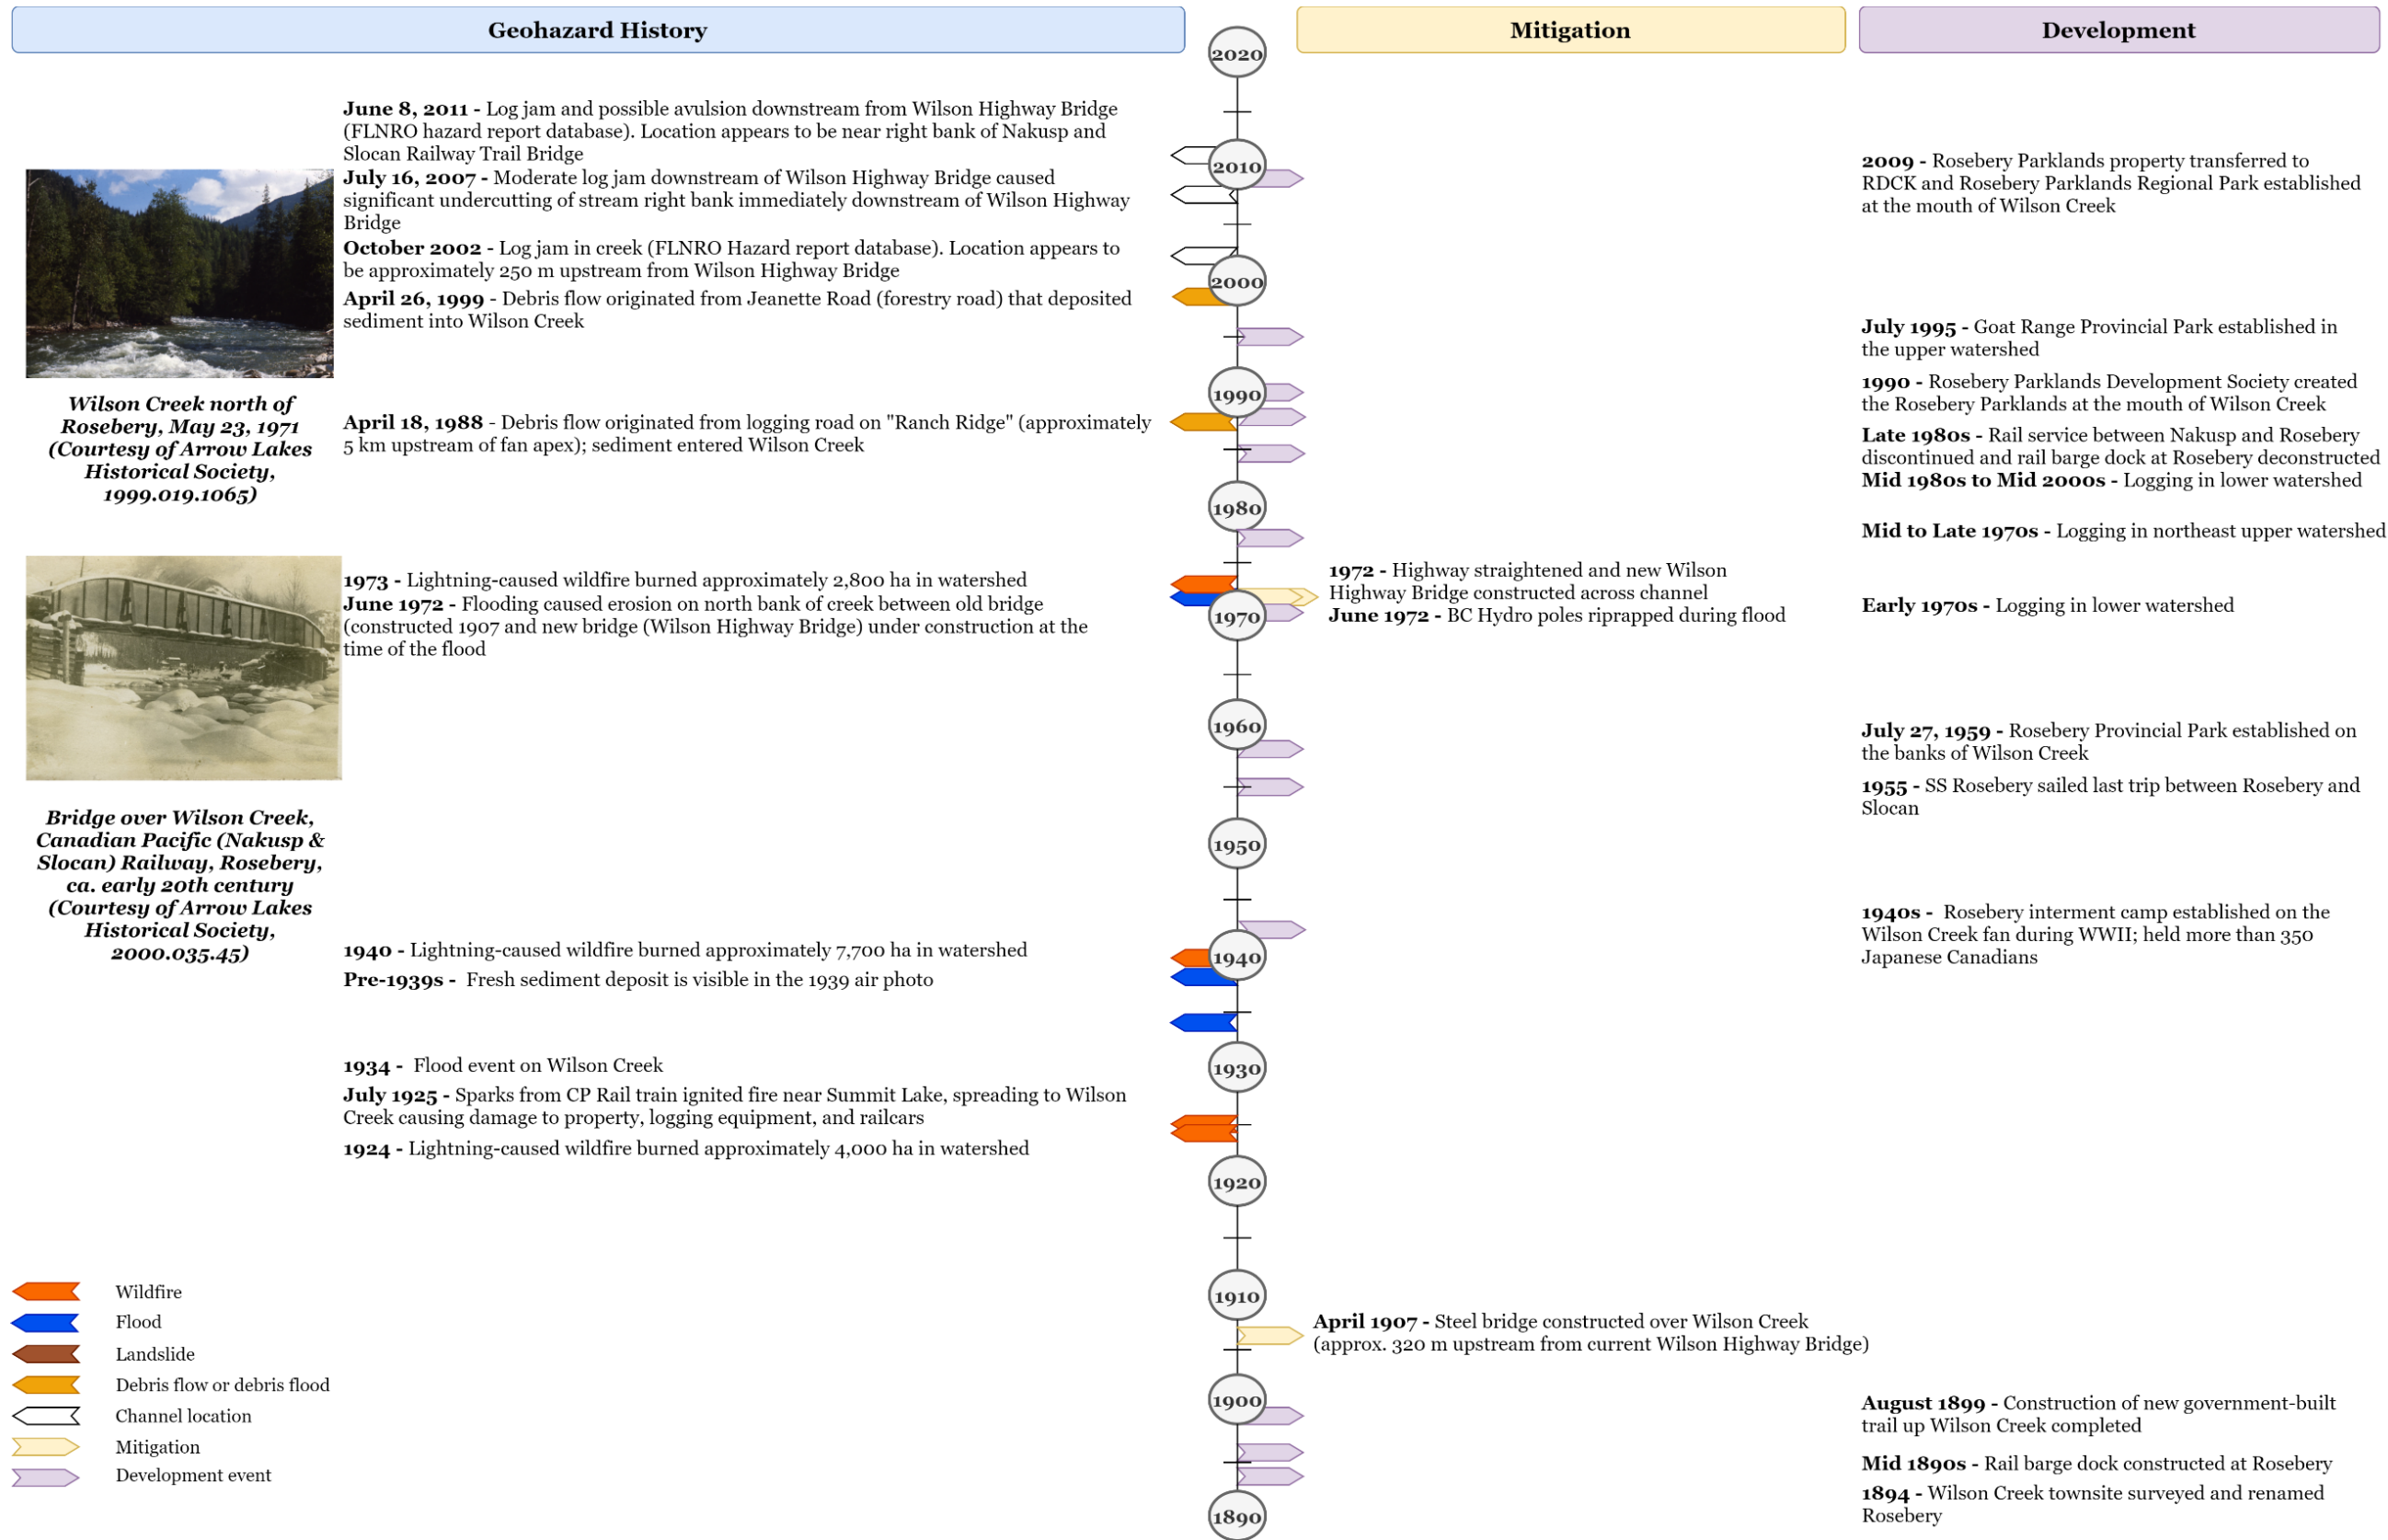 Geohazard History
Mitigation
Development
June 8, 2011 - Log jam and possible avulsion downstream from Wilson Highway Bridge
(FLNRO hazard report database). Location appears to be near right bank of Nakusp and
Slocan Railway Trail Bridge
July 16, 2007 - Moderate log jam downstream of Wilson Highway Bridge caused
significant undercutting of stream right bank immediately downstream of Wilson Highway
Bridge
October 2002 - Log jam in creek (FLNRO Hazard report database). Location appears to
be approximately 250 m upstream from Wilson Highway Bridge
April 26, 1999 - Debris flow originated from Jeanette Road (forestry road) that deposited
sediment into Wilson Creek
Wilson Creek north of
Rosebery, May 23, 1971
(Courtesy of Arrow Lakes
Historical Society,
1999.019.1065)
April 18, 1988 - Debris flow originated from logging road on "Ranch Ridge" (approximately
5 km upstream of fan apex); sediment entered Wilson Creek
1973 - Lightning-caused wildfire burned approximately 2,800 ha in watershed
June 1972 - Flooding caused erosion on north bank of creek between old bridge
(constructed 1907 and new bridge (Wilson Highway Bridge) under construction at the
time of the flood
Bridge over Wilson Creek,
Canadian Pacific (Nakusp &
Slocan) Railway, Rosebery,
ca. early 20th century
(Courtesy of Arrow Lakes
Historical Society,
2000.035.45)
1940 - Lightning-caused wildfire burned approximately 7,700 ha in watershed
Pre-1939s - Fresh sediment deposit is visible in the 1939 air photo
1934 - Flood event on Wilson Creek
July 1925 - Sparks from CP Rail train ignited fire near Summit Lake, spreading to Wilson
Creek causing damage to property, logging equipment, and railcars
1924 - Lightning-caused wildfire burned approximately 4,000 ha in watershed
Wildfire
Flood
Landslide
Debris flow or debris flood
Channel location
Mitigation
Development event
2020
2010
2000
1990
1980
1970
1960
1950
1940
1930
1920
1910
1900
1890
1972 - Highway straightened and new Wilson
Highway Bridge constructed across channel
June 1972 - BC Hydro poles riprapped during flood
April 1907 - Steel bridge constructed over Wilson Creek
(approx. 320 m upstream from current Wilson Highway Bridge)
2009 - Rosebery Parklands property transferred to
RDCK and Rosebery Parklands Regional Park established
at the mouth of Wilson Creek
July 1995 - Goat Range Provincial Park established in
the upper watershed
1990 - Rosebery Parklands Development Society created
the Rosebery Parklands at the mouth of Wilson Creek
Late 1980s - Rail service between Nakusp and Rosebery
discontinued and rail barge dock at Rosebery deconstructed
Mid 1980s to Mid 2000s - Logging in lower watershed
Mid to Late 1970s - Logging in northeast upper watershed
Early 1970s - Logging in lower watershed
July 27, 1959 - Rosebery Provincial Park established on
the banks of Wilson Creek
1955 - SS Rosebery sailed last trip between Rosebery and
Slocan
1940s - Rosebery interment camp established on the
Wilson Creek fan during WWII; held more than 350
Japanese Canadians
August 1899 - Construction of new government-built
trail up Wilson Creek completed
Mid 1890s - Rail barge dock constructed at Rosebery
1894 - Wilson Creek townsite surveyed and renamed
Rosebery